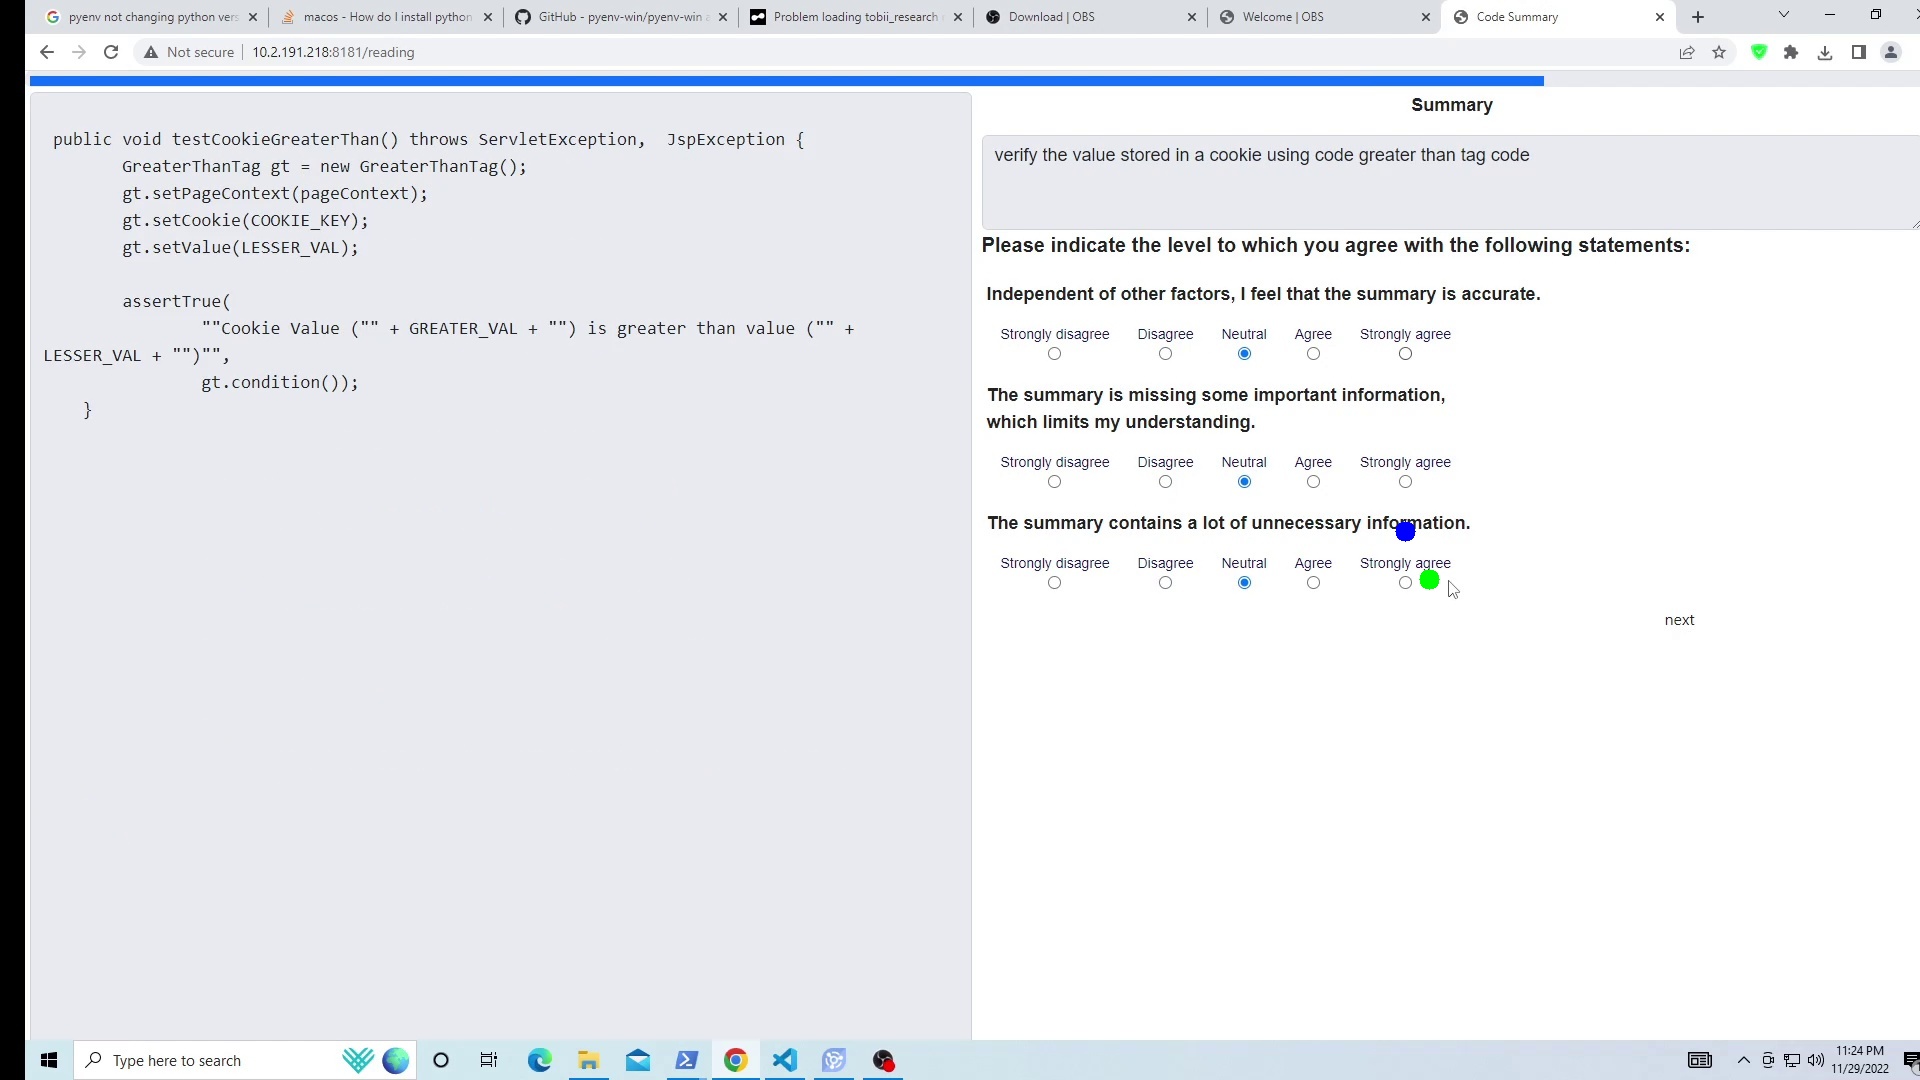 pyenv not changing python vers
macos - How do I install python
GitHub - pyenv-win/pyenv-win
Problem loading tobii_research
Download | OBS
Welcome | OBS
Code Summary
Not secure
10.2.191.218:8181/reading
public void testCookieGreaterThan() throws ServletException,  JspException {
GreaterThanTag gt = new GreaterThanTag();
gt.setPageContext(pageContext);
gt.setCookie(COOKIE_KEY);
gt.setValue(LESSER_VAL);
assertTrue(
""Cookie Value ("" + GREATER_VAL + "") is greater than value ("" +
LESSER_VAL + "")"",
gt.condition());
}
Summary
verify the value stored in a cookie using code greater than tag code
Please indicate the level to which you agree with the following statements:
Independent of other factors, I feel that the summary is accurate.
Strongly disagree Disagree Neutral Agree Strongly agree
The summary is missing some important information,
which limits my understanding.
Strongly disagree Disagree Neutral Agree Strongly agree
The summary contains a lot of unnecessary information.
Strongly disagree Disagree Neutral Agree Strongly agree
next
Type here to search
11:24 PM
11/29/2022